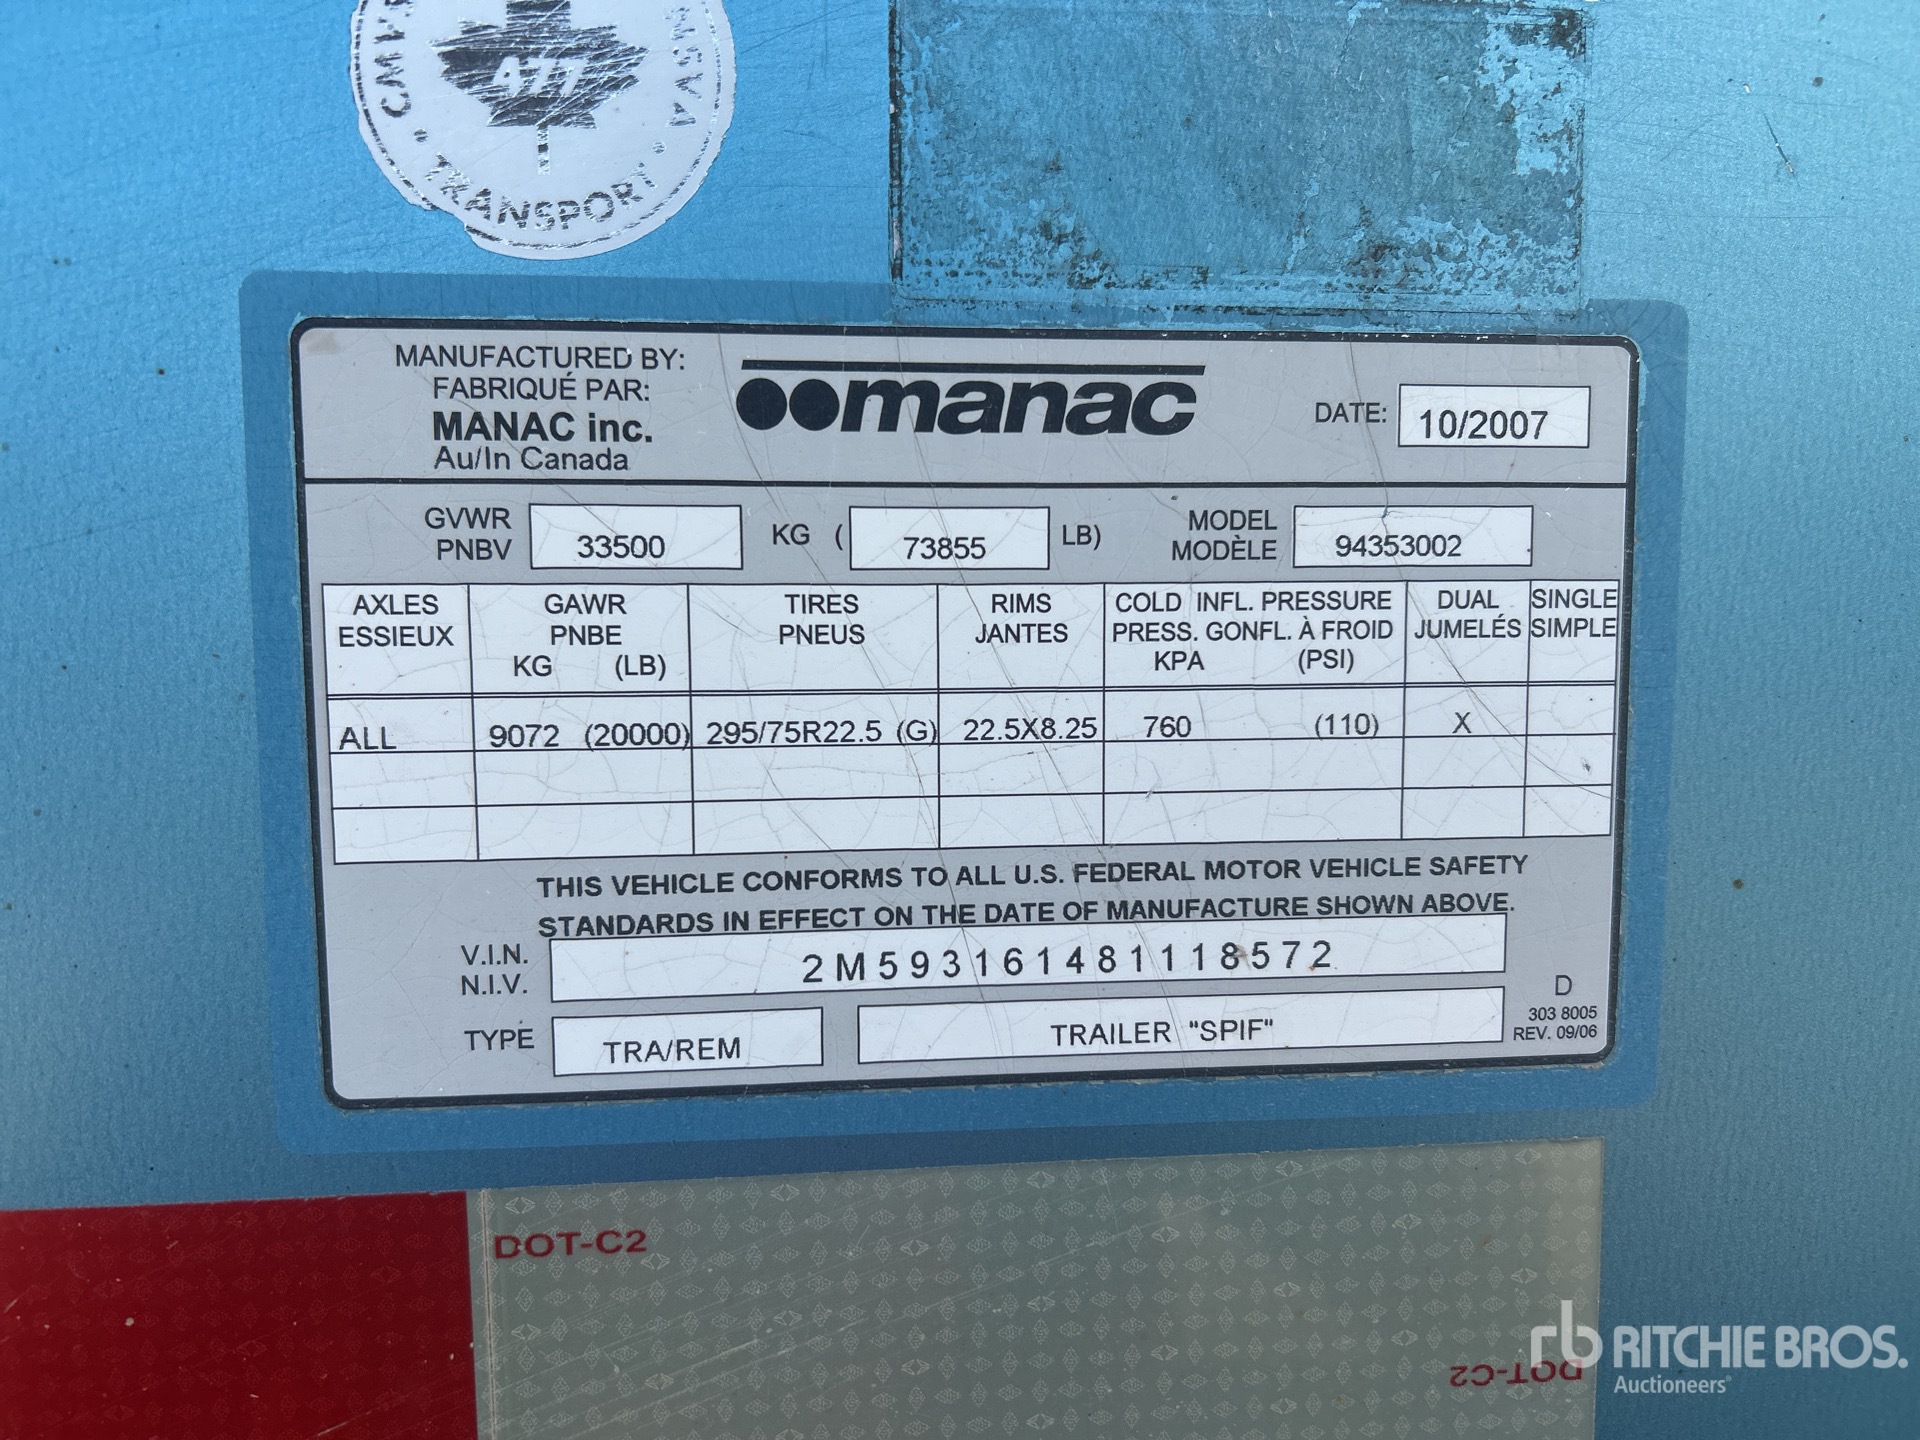 CMV
477
MSVA
• TRANSPORT •
MANUFACTURED BY:
FABRIQUÉ PAR:
MANAC inc.
Au/In Canada
manac
DATE: 10/2007
GVWR
PNBV
33500 KG ( 73855 LB)
MODEL
MODÈLE
94353002
AXLES
ESSIEUX
GAWR
PNBE
KG (LB)
TIRES
PNEUS
RIMS
JANTES
COLD INFL. PRESSURE
PRESS. GONFL. À FROID
KPA (PSI)
DUAL
JUMELÉS
SINGLE
SIMPLE
ALL 9072 (20000) 295/75R22.5 (G) 22.5X8.25 760 (110) X
THIS VEHICLE CONFORMS TO ALL U.S. FEDERAL MOTOR VEHICLE SAFETY
STANDARDS IN EFFECT ON THE DATE OF MANUFACTURE SHOWN ABOVE.
V.I.N.
N.I.V.
2M593161481118572
TYPE TRA/REM TRAILER "SPIF"
D
303 8005
REV. 09/06
DOT-C2
DOT-C2
rb RITCHIE BROS.
Auctioneers